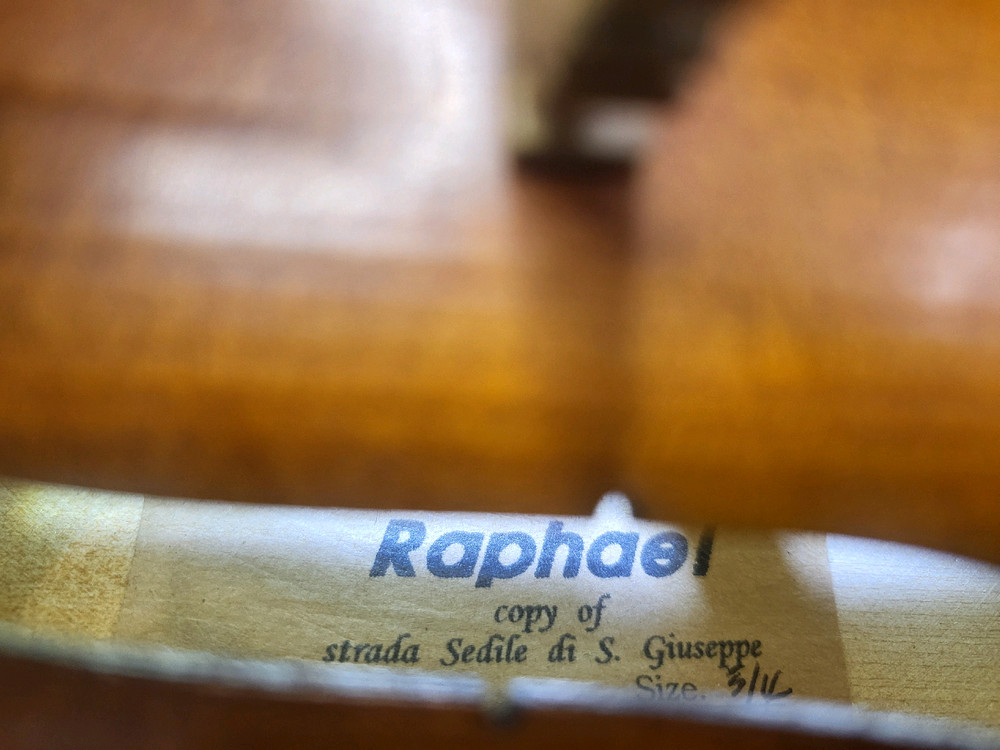 Raphael
copy of
strada Sedile di S. Giuseppe
Size. 3/4